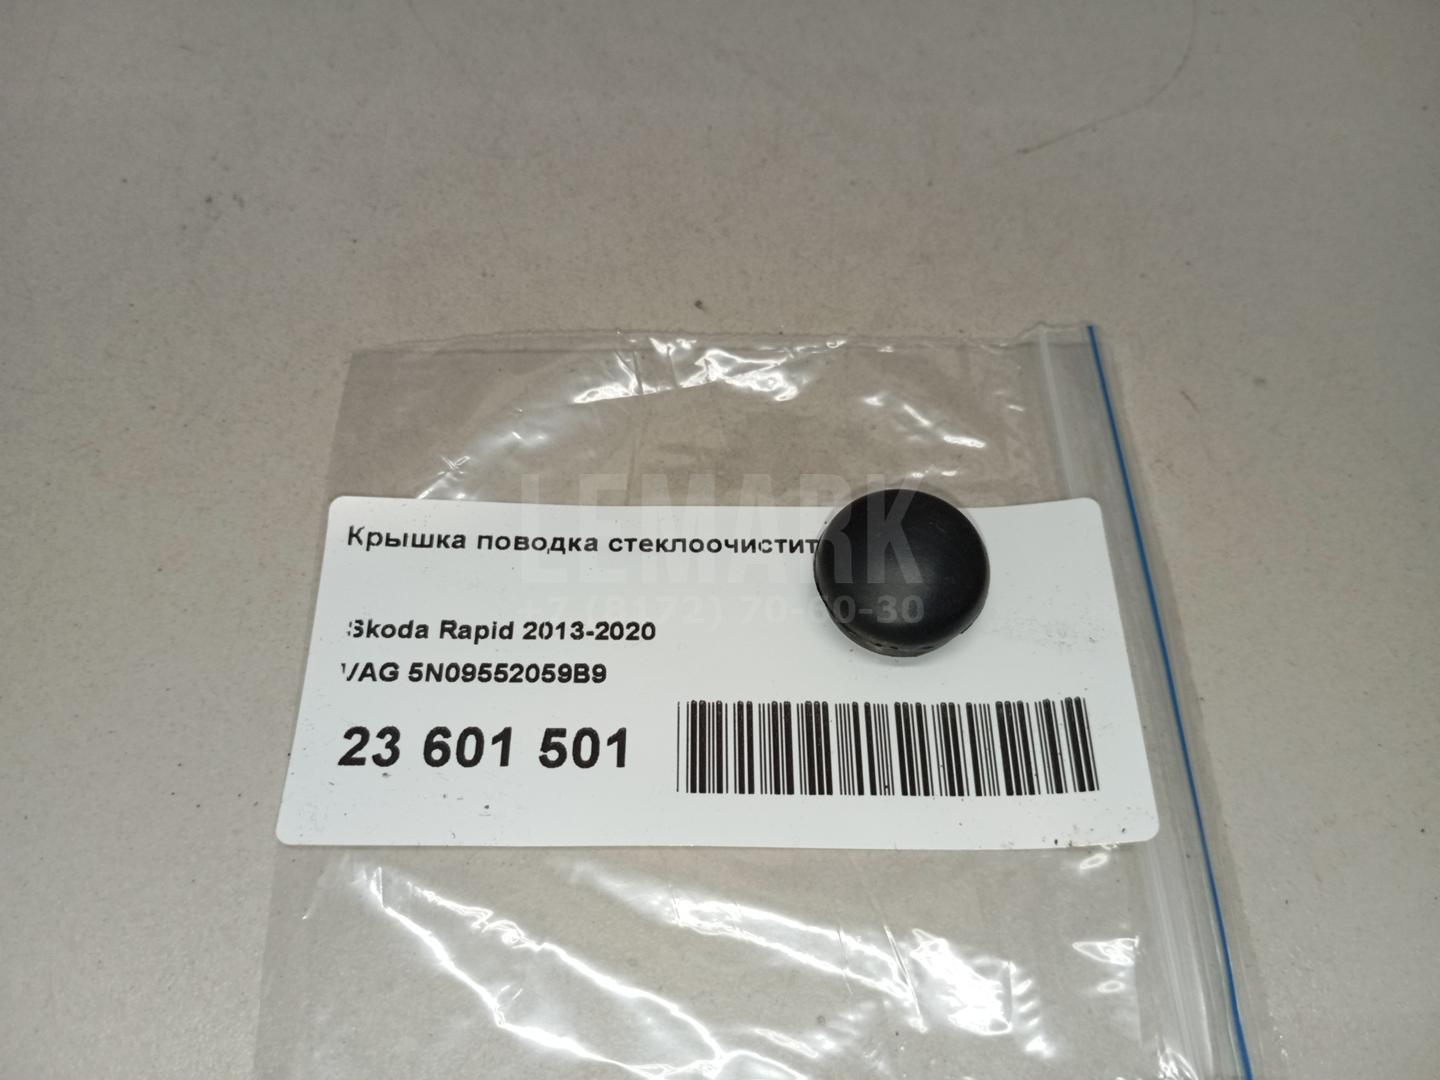 Крышка поводка стеклоочистит
LEMARK
+7 (8172) 70-60-30
Skoda Rapid 2013-2020
VAG 5N09552059B9
23 601 501